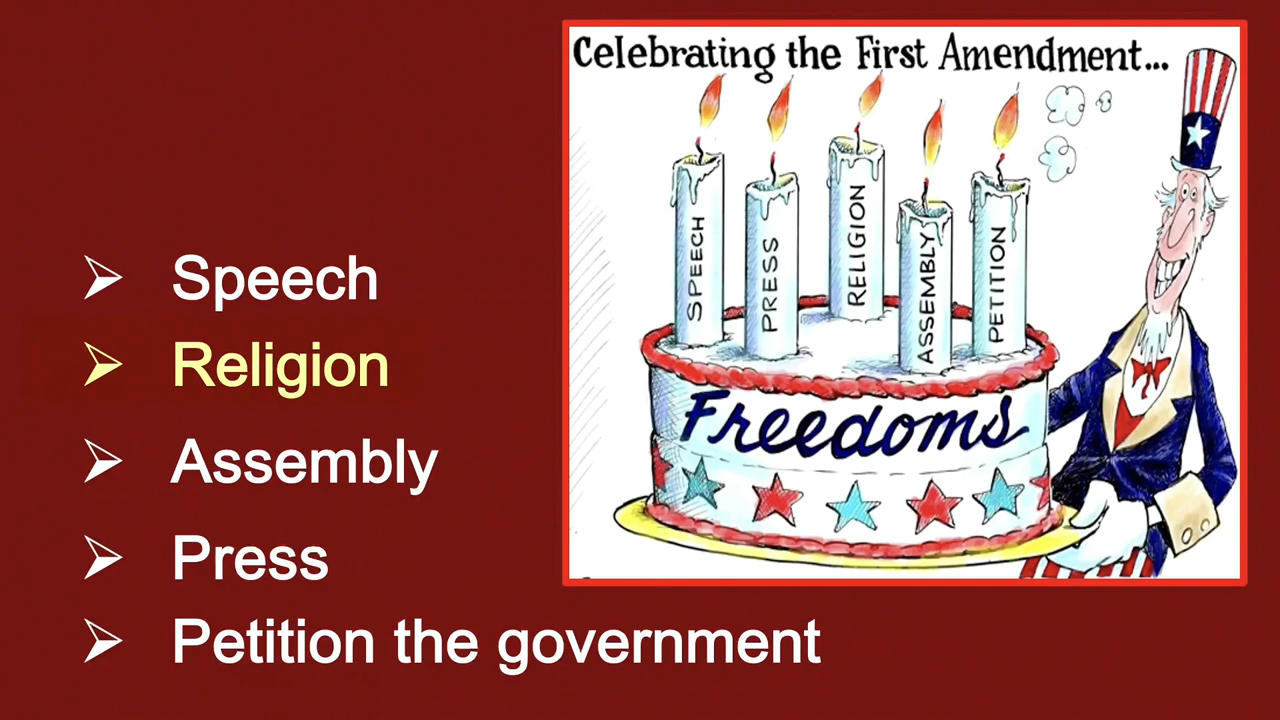 Celebrating the First Amendment...
SPEECH
PRESS
RELIGION
ASSEMBLY
PETITION
Freedoms
Speech
Religion
Assembly
Press
Petition the government